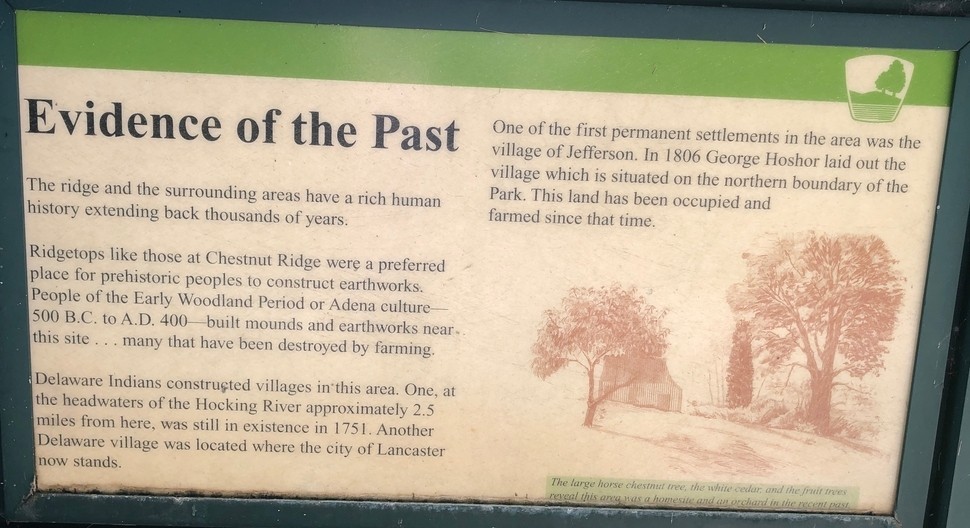 Evidence of the Past
The ridge and the surrounding areas have a rich human
history extending back thousands of years.
Ridgetops like those at Chestnut Ridge were a preferred
place for prehistoric peoples to construct earthworks.
People of the Early Woodland Period or Adena culture—
500 B.C. to A.D. 400—built mounds and earthworks near
this site . . . many that have been destroyed by farming.
Delaware Indians constructed villages in this area. One, at
the headwaters of the Hocking River approximately 2.5
miles from here, was still in existence in 1751. Another
Delaware village was located where the city of Lancaster
now stands.
One of the first permanent settlements in the area was the
village of Jefferson. In 1806 George Hoshor laid out the
village which is situated on the northern boundary of the
Park. This land has been occupied and
farmed since that time.
The large horse chestnut tree, the white cedar, and the fruit trees
reveal this area was a homesite and an orchard in the recent past.